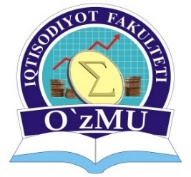 IQTISODIYOT FAKULTETI
Σ
O`zMU